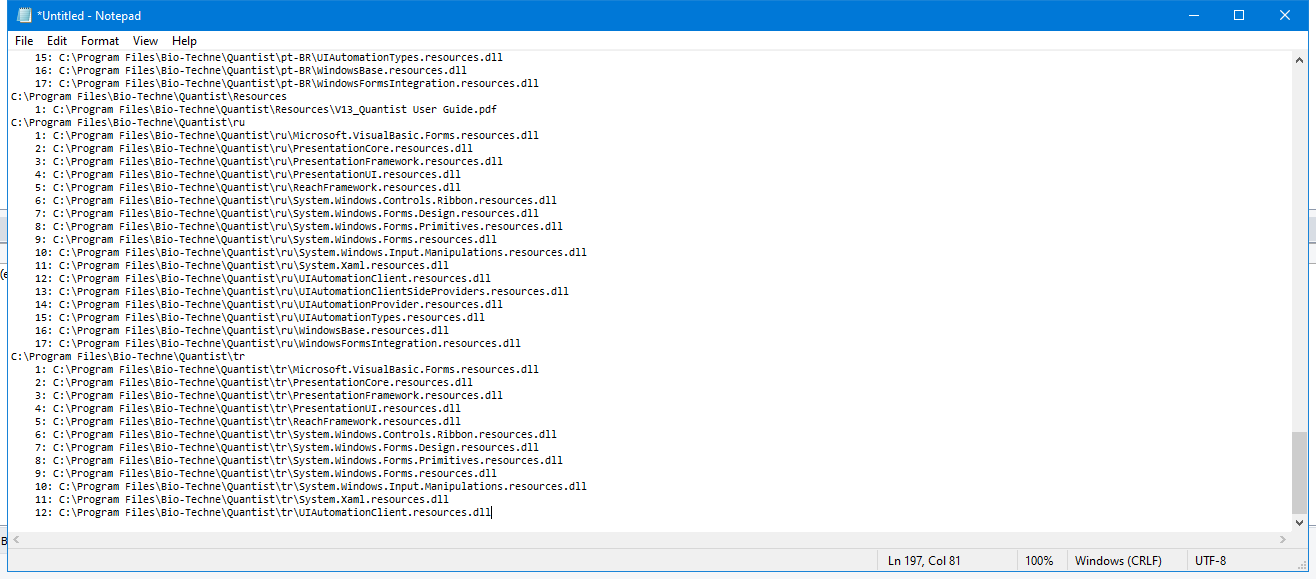 *Untitled - Notepad
File Edit Format View Help
15: C:\Program Files\Bio-Techne\Quantist\pt-BR\UIAutomationTypes.resources.dll
16: C:\Program Files\Bio-Techne\Quantist\pt-BR\WindowsBase.resources.dll
17: C:\Program Files\Bio-Techne\Quantist\pt-BR\WindowsFormsIntegration.resources.dll
C:\Program Files\Bio-Techne\Quantist\Resources
1: C:\Program Files\Bio-Techne\Quantist\Resources\V13_Quantist User Guide.pdf
C:\Program Files\Bio-Techne\Quantist\ru
1: C:\Program Files\Bio-Techne\Quantist\ru\Microsoft.VisualBasic.Forms.resources.dll
2: C:\Program Files\Bio-Techne\Quantist\ru\PresentationCore.resources.dll
3: C:\Program Files\Bio-Techne\Quantist\ru\PresentationFramework.resources.dll
4: C:\Program Files\Bio-Techne\Quantist\ru\PresentationUI.resources.dll
5: C:\Program Files\Bio-Techne\Quantist\ru\ReachFramework.resources.dll
6: C:\Program Files\Bio-Techne\Quantist\ru\System.Windows.Controls.Ribbon.resources.dll
7: C:\Program Files\Bio-Techne\Quantist\ru\System.Windows.Forms.Design.resources.dll
8: C:\Program Files\Bio-Techne\Quantist\ru\System.Windows.Forms.Primitives.resources.dll
9: C:\Program Files\Bio-Techne\Quantist\ru\System.Windows.Forms.resources.dll
10: C:\Program Files\Bio-Techne\Quantist\ru\System.Windows.Input.Manipulations.resources.dll
11: C:\Program Files\Bio-Techne\Quantist\ru\System.Xaml.resources.dll
12: C:\Program Files\Bio-Techne\Quantist\ru\UIAutomationClient.resources.dll
13: C:\Program Files\Bio-Techne\Quantist\ru\UIAutomationClientSideProviders.resources.dll
14: C:\Program Files\Bio-Techne\Quantist\ru\UIAutomationProvider.resources.dll
15: C:\Program Files\Bio-Techne\Quantist\ru\UIAutomationTypes.resources.dll
16: C:\Program Files\Bio-Techne\Quantist\ru\WindowsBase.resources.dll
17: C:\Program Files\Bio-Techne\Quantist\ru\WindowsFormsIntegration.resources.dll
C:\Program Files\Bio-Techne\Quantist\tr
1: C:\Program Files\Bio-Techne\Quantist\tr\Microsoft.VisualBasic.Forms.resources.dll
2: C:\Program Files\Bio-Techne\Quantist\tr\PresentationCore.resources.dll
3: C:\Program Files\Bio-Techne\Quantist\tr\PresentationFramework.resources.dll
4: C:\Program Files\Bio-Techne\Quantist\tr\PresentationUI.resources.dll
5: C:\Program Files\Bio-Techne\Quantist\tr\ReachFramework.resources.dll
6: C:\Program Files\Bio-Techne\Quantist\tr\System.Windows.Controls.Ribbon.resources.dll
7: C:\Program Files\Bio-Techne\Quantist\tr\System.Windows.Forms.Design.resources.dll
8: C:\Program Files\Bio-Techne\Quantist\tr\System.Windows.Forms.Primitives.resources.dll
9: C:\Program Files\Bio-Techne\Quantist\tr\System.Windows.Forms.resources.dll
10: C:\Program Files\Bio-Techne\Quantist\tr\System.Windows.Input.Manipulations.resources.dll
11: C:\Program Files\Bio-Techne\Quantist\tr\System.Xaml.resources.dll
12: C:\Program Files\Bio-Techne\Quantist\tr\UIAutomationClient.resources.dll
Ln 197, Col 81 100% Windows (CRLF) UTF-8